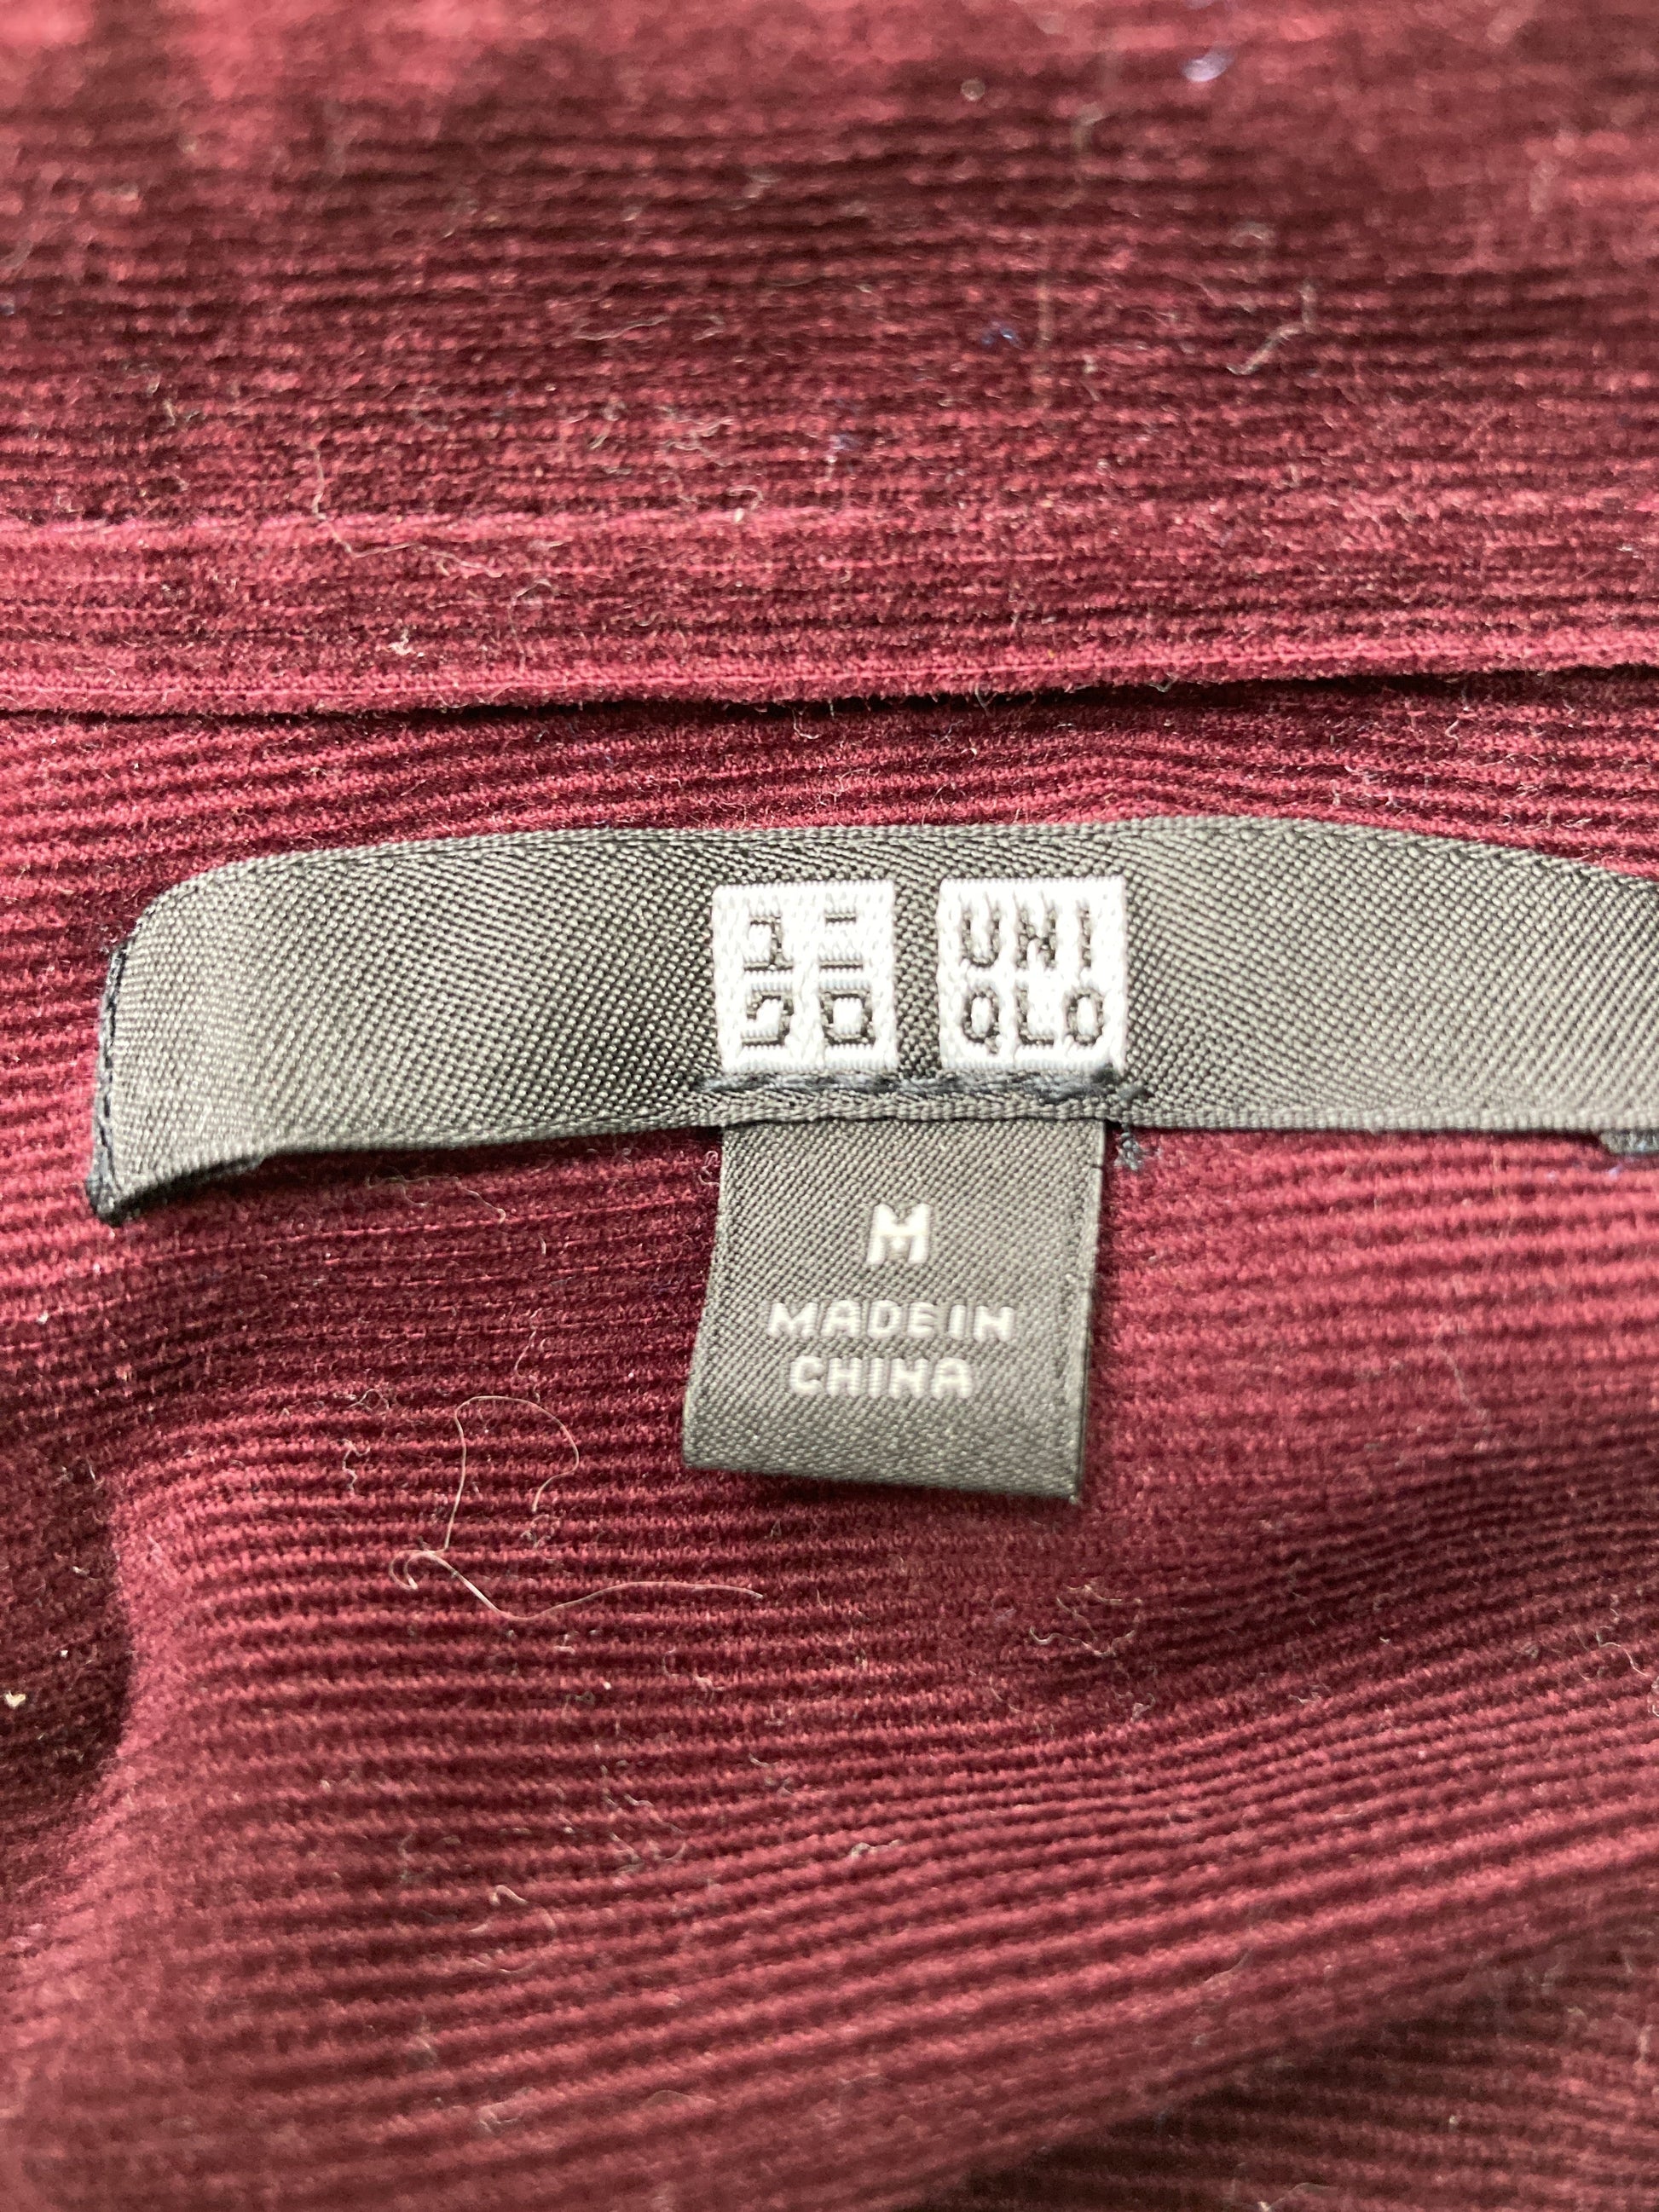 ユニ UNI
クロ QLO
M
MADE IN
CHINA